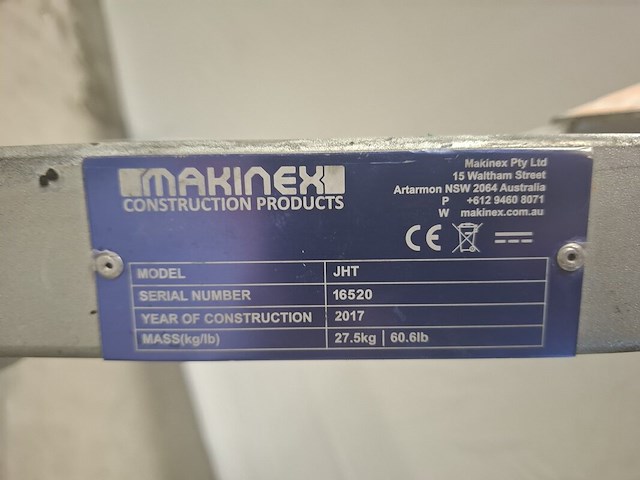 MAKINEX
CONSTRUCTION PRODUCTS
Makinex Pty Ltd
15 Waltham Street
Artarmon NSW 2064 Australia
P +612 9460 8071
W makinex.com.au
CE
MODEL JHT
SERIAL NUMBER 16520
YEAR OF CONSTRUCTION 2017
MASS(kg/lb) 27.5kg 60.6lb